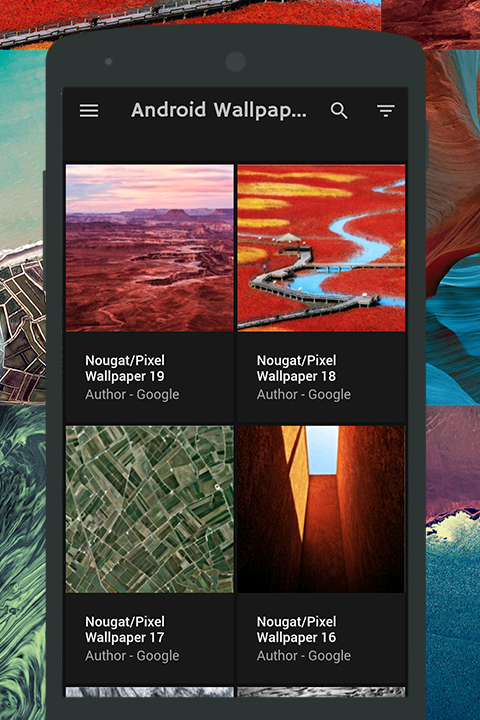 Android Wallpap...
Nougat/Pixel
Wallpaper 19
Author - Google
Nougat/Pixel
Wallpaper 18
Author - Google
Nougat/Pixel
Wallpaper 17
Author - Google
Nougat/Pixel
Wallpaper 16
Author - Google